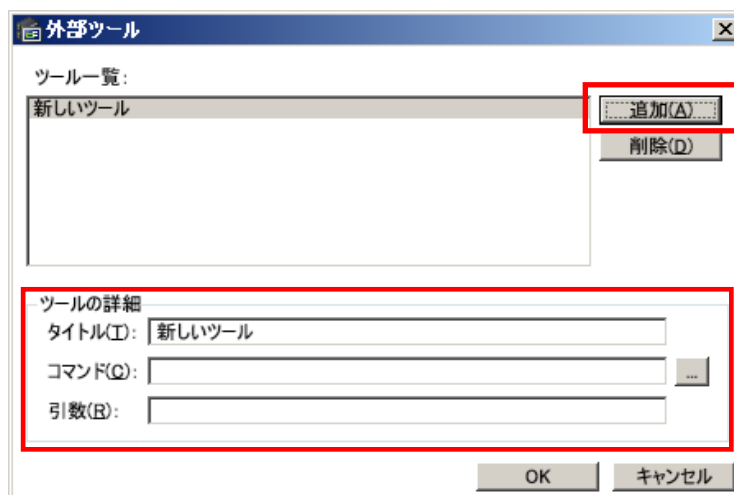 外部ツール
ツール一覧:
新しいツール
追加(A)
削除(D)
ツールの詳細
タイトル(T): 新しいツール
コマンド(C): ...
引数(R):
OK キャンセル